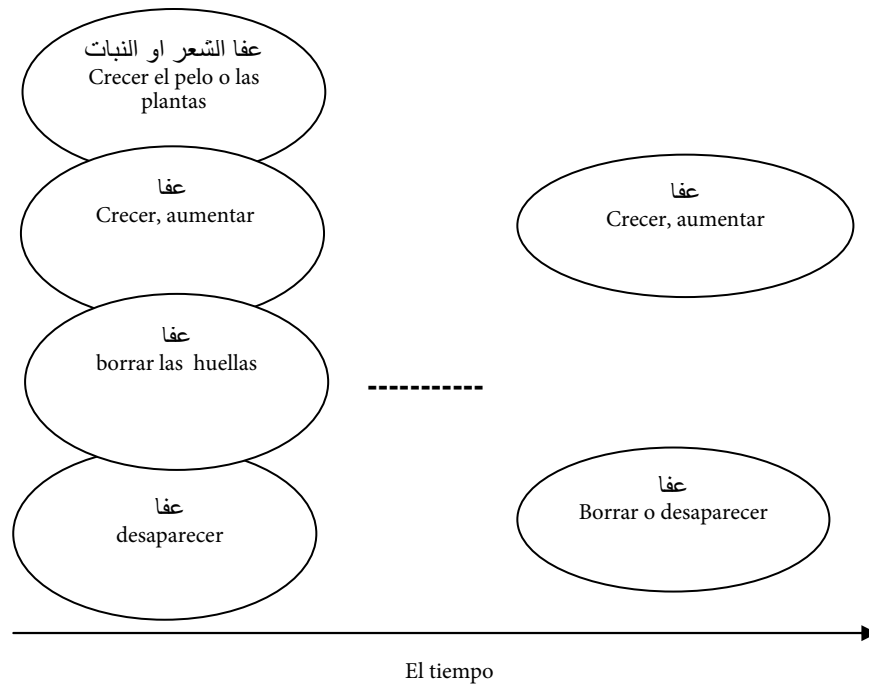 عفا الشعر او النبات
Crecer el pelo o las
plantas
عفا
Crecer, aumentar
عفا
borrar las huellas
عفا
desaparecer
عفا
Crecer, aumentar
عفا
Borrar o desaparecer
El tiempo